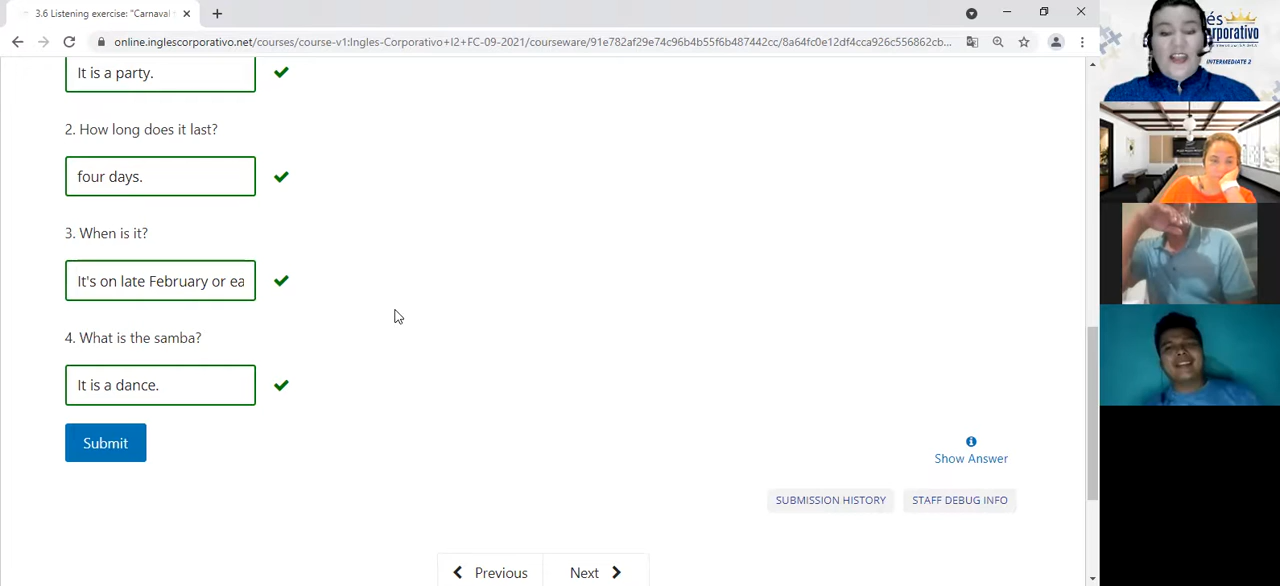 3.6 Listening exercise: "Carnaval
online.inglescorporativo.net/courses/course-v1:Ingles-Corporativo+I2+FC-09-2021/courseware/91e782af29e74c96b4b55f6b487442cc/8a64fc0e12df4cca926c556862cb...
It is a party.
2. How long does it last?
four days.
3. When is it?
It's on late February or ea
4. What is the samba?
It is a dance.
Submit
Show Answer
SUBMISSION HISTORY
STAFF DEBUG INFO
Previous
Next
INTERMEDIATE 2